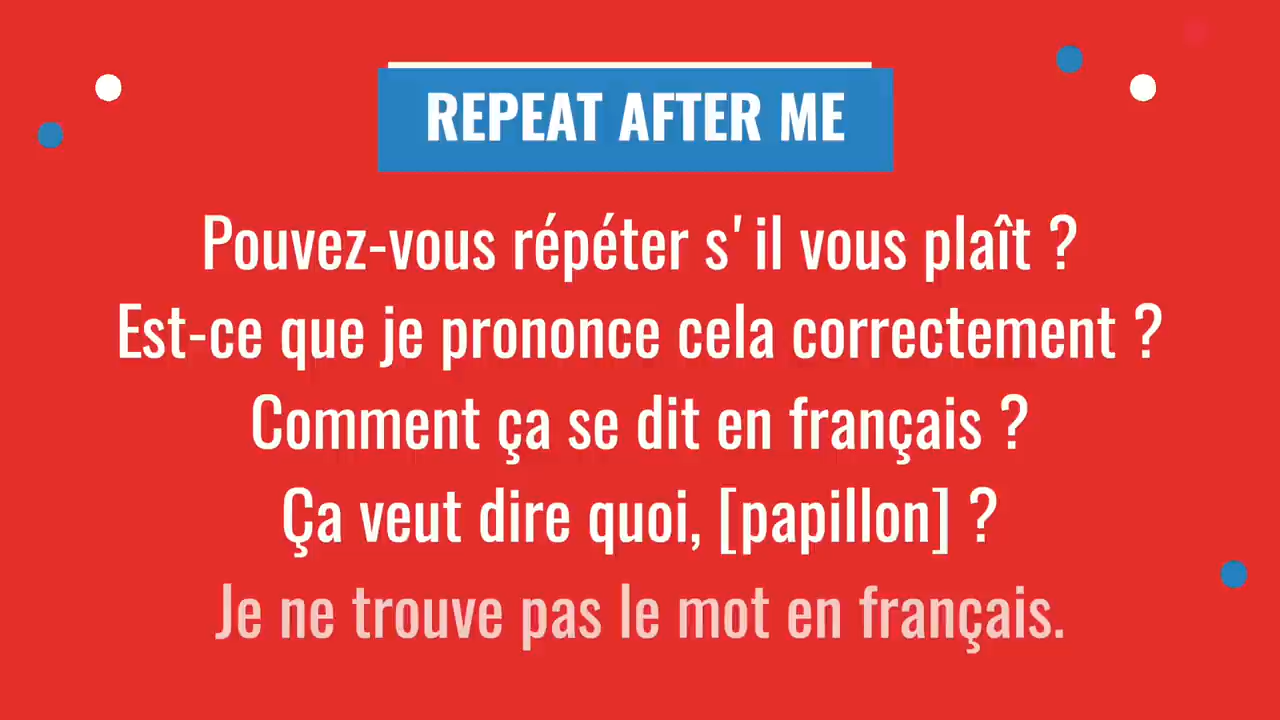 REPEAT AFTER ME
Pouvez-vous répéter s'il vous plaît ?
Est-ce que je prononce cela correctement ?
Comment ça se dit en français ?
Ça veut dire quoi, [papillon] ?
Je ne trouve pas le mot en français.